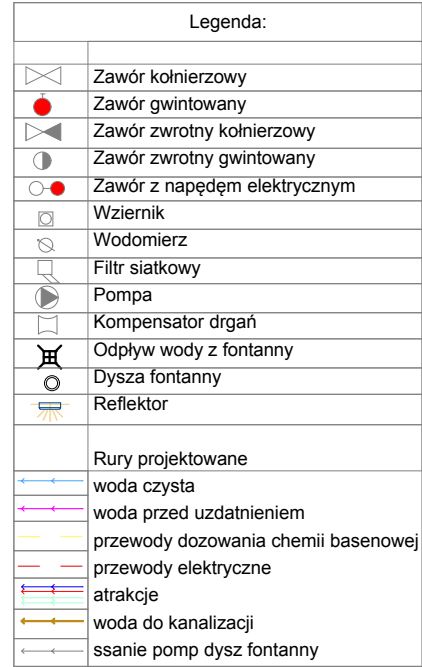 Legenda:
Zawór kołnierzowy
Zawór gwintowany
Zawór zwrotny kołnierzowy
Zawór zwrotny gwintowany
Zawór z napędęm elektrycznym
Wziernik
Wodomierz
Filtr siatkowy
Pompa
Kompensator drgań
Odpływ wody z fontanny
Dysza fontanny
Reflektor
Rury projektowane
woda czysta
woda przed uzdatnieniem
przewody dozowania chemii basenowej
przewody elektryczne
atrakcje
woda do kanalizacji
ssanie pomp dysz fontanny